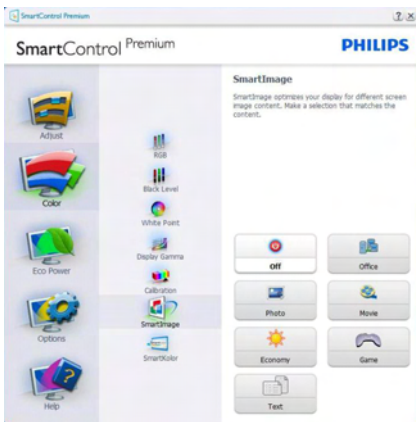 SmartControl Premium
SmartControl Premium
PHILIPS
Adjust
Color
Eco Power
Options
Help
RGB
Black Level
White Point
Display Gamma
Calibration
SmartImage
SmartKolor
SmartImage
SmartImage optimizes your display for different screen
image content. Make a selection that matches the
content.
Off
Office
Photo
Movie
Economy
Game
Text